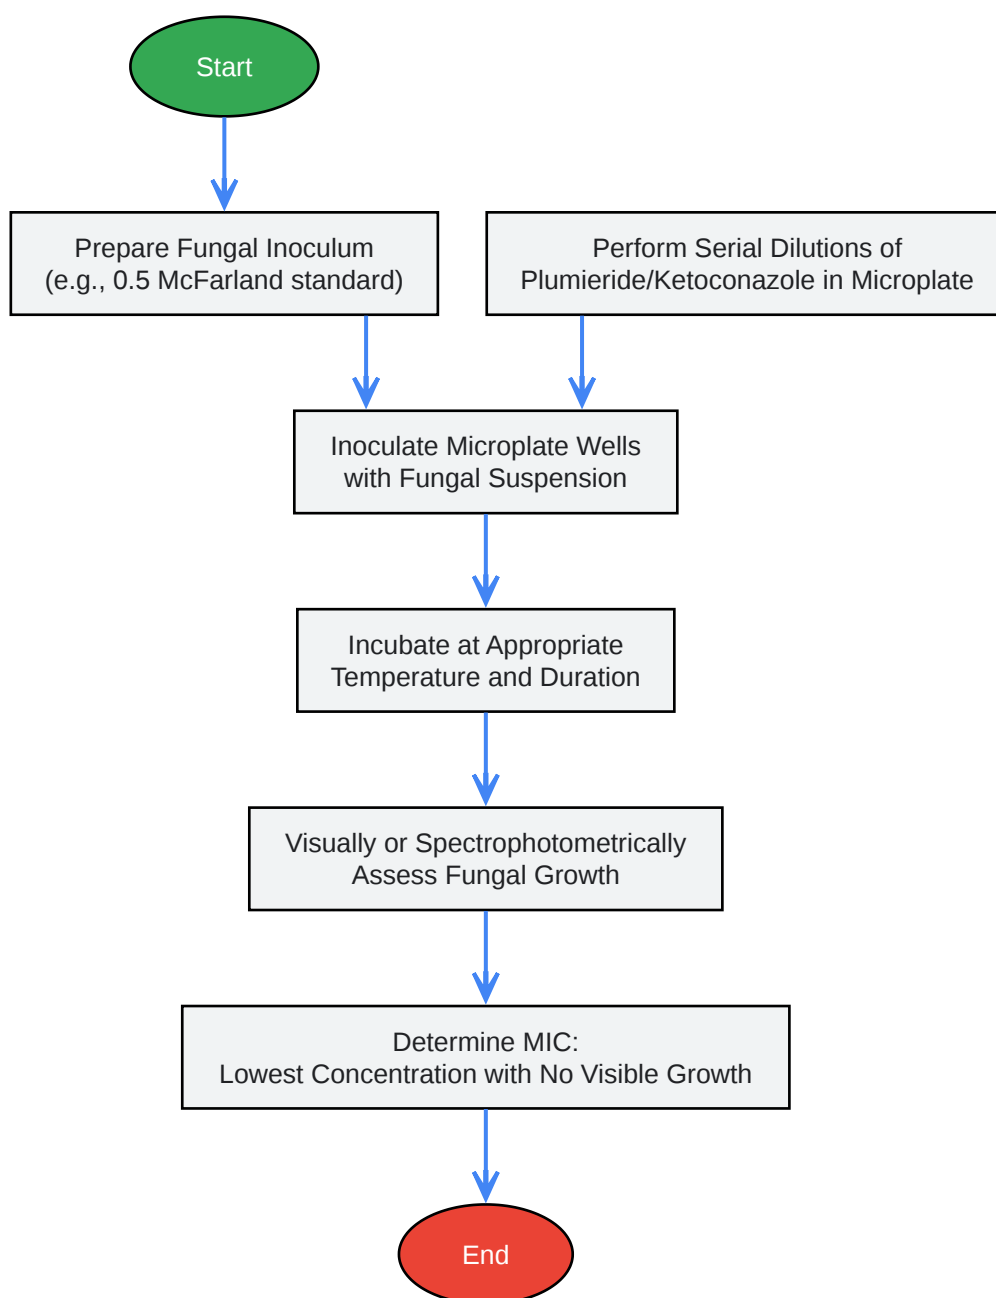 Start
Prepare Fungal Inoculum
(e.g., 0.5 McFarland standard)
Perform Serial Dilutions of
Plumieride/Ketoconazole in Microplate
Inoculate Microplate Wells
with Fungal Suspension
Incubate at Appropriate
Temperature and Duration
Visually or Spectrophotometrically
Assess Fungal Growth
Determine MIC:
Lowest Concentration with No Visible Growth
End